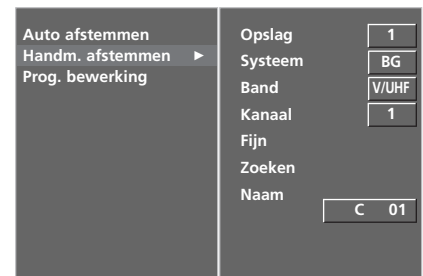 Auto afstemmen
Handm. afstemmen ►
Prog. bewerking
Opslag 1
Systeem BG
Band V/UHF
Kanaal 1
Fijn
Zoeken
Naam
C 01